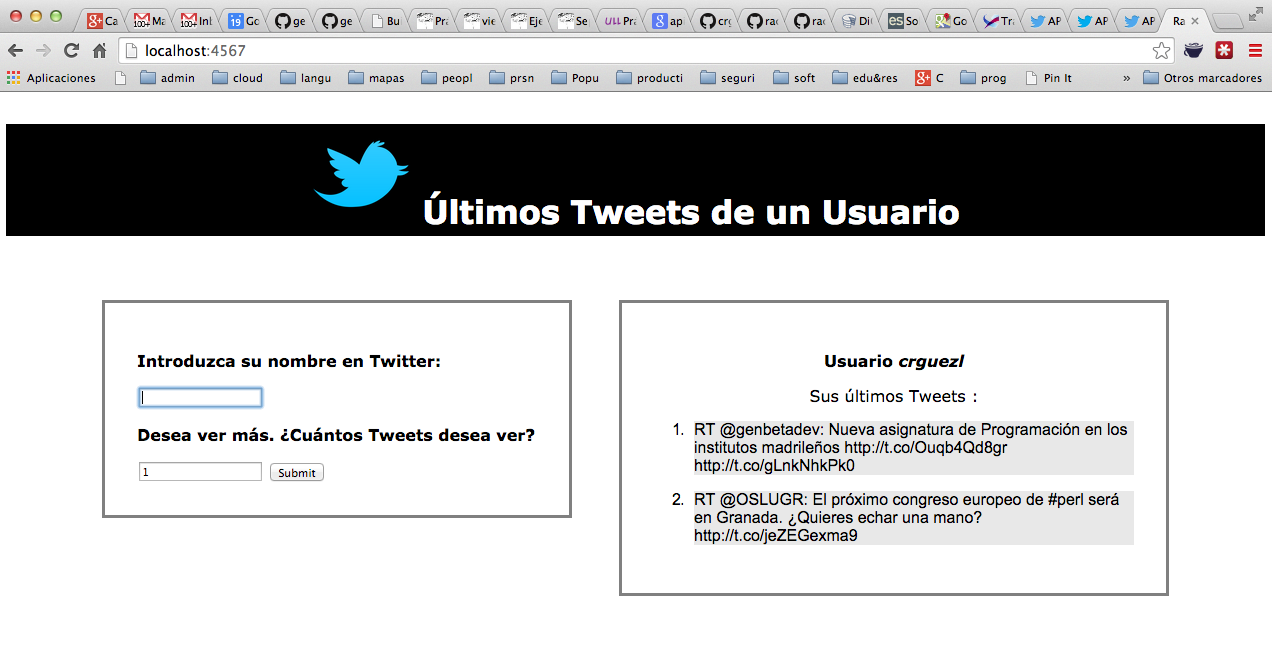 Ca Ma Inl Go ge ge Bu Pra vie Eje Se ULL Pra ap crg rac rac Di So Go Tra AP AP AP Ra
localhost:4567
Aplicaciones admin cloud langu mapas peopl prsn Popu producti seguri soft edu&res C prog Pin It » Otros marcadores
Últimos Tweets de un Usuario
Introduzca su nombre en Twitter:
Desea ver más. ¿Cuántos Tweets desea ver?
1 Submit
Usuario crguezl
Sus últimos Tweets :
1. RT @genbetadev: Nueva asignatura de Programación en los
institutos madrileños http://t.co/Ouqb4Qd8gr
http://t.co/gLnkNhkPk0
2. RT @OSLUGR: El próximo congreso europeo de #perl será
en Granada. ¿Quieres echar una mano?
http://t.co/jeZEGexma9